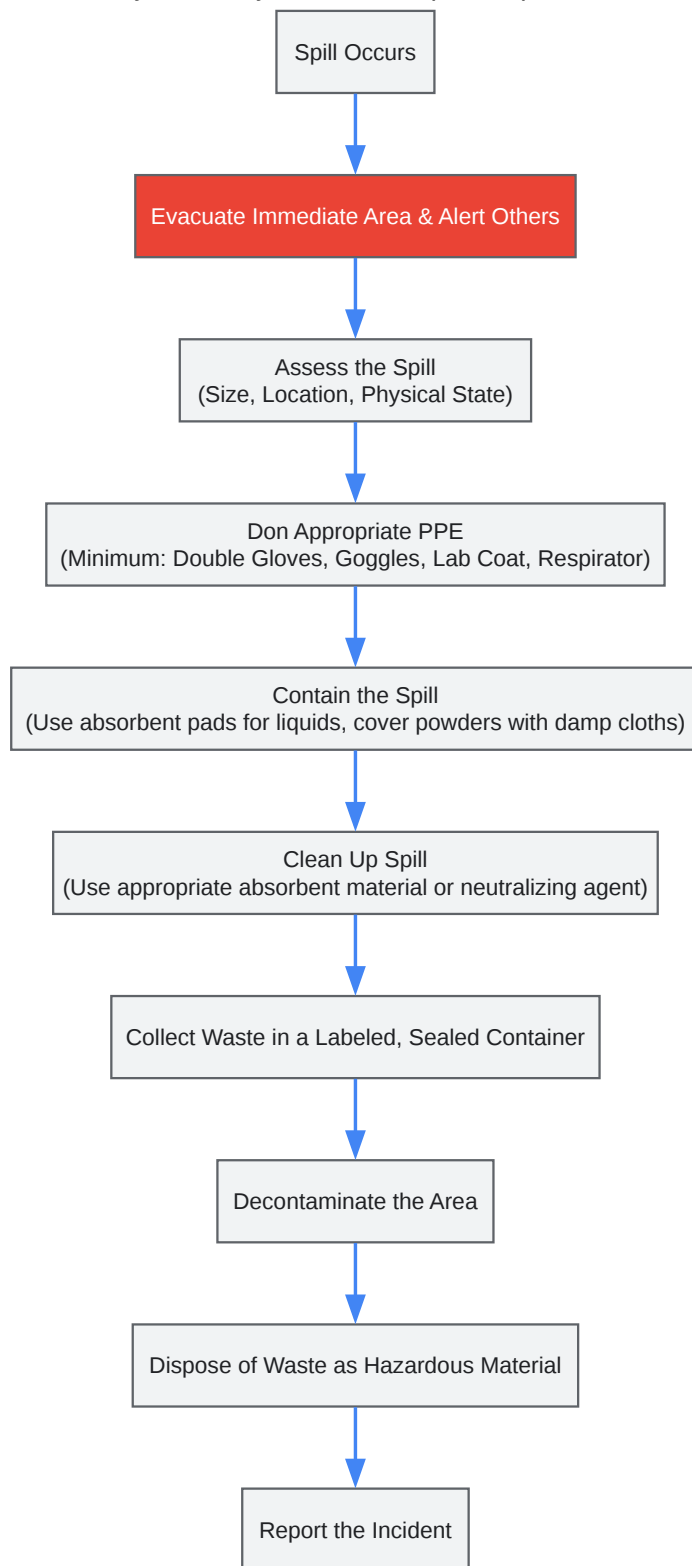 Spill Occurs
Evacuate Immediate Area & Alert Others
Assess the Spill
(Size, Location, Physical State)
Don Appropriate PPE
(Minimum: Double Gloves, Goggles, Lab Coat, Respirator)
Contain the Spill
(Use absorbent pads for liquids, cover powders with damp cloths)
Clean Up Spill
(Use appropriate absorbent material or neutralizing agent)
Collect Waste in a Labeled, Sealed Container
Decontaminate the Area
Dispose of Waste as Hazardous Material
Report the Incident